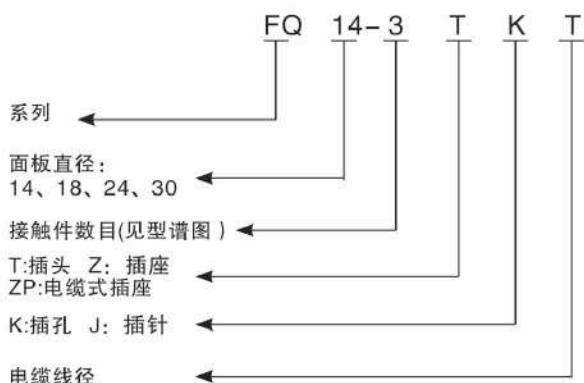 FQ 14-3 T K T
系列
面板直径：
14、18、24、30
接触件数目(见型谱图）
T:插头 Z：插座
ZP:电缆式插座
K:插孔 J：插针
电缆线径